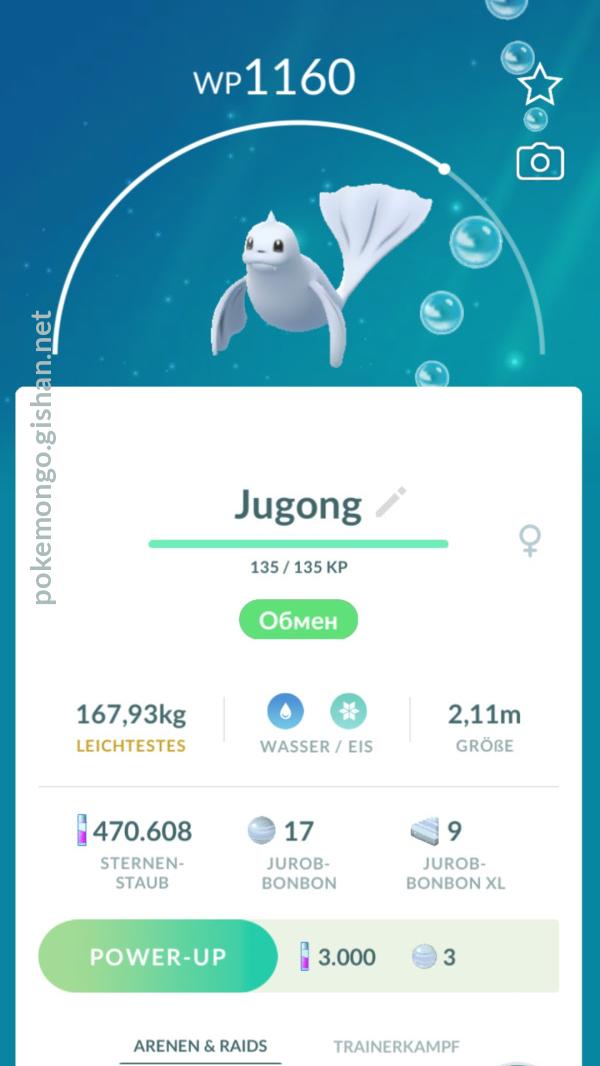 WP1160
pokemongo.gishan.net
Jugong
135 / 135 KP
Обмен
167,93kg
LEICHTESTES
WASSER / EIS
2,11m
GRÖßE
470.608
STERNEN-
STAUB
17
JUROB-
BONBON
9
JUROB-
BONBON XL
POWER-UP
3.000
3
ARENEN & RAIDS
TRAINERKAMPF